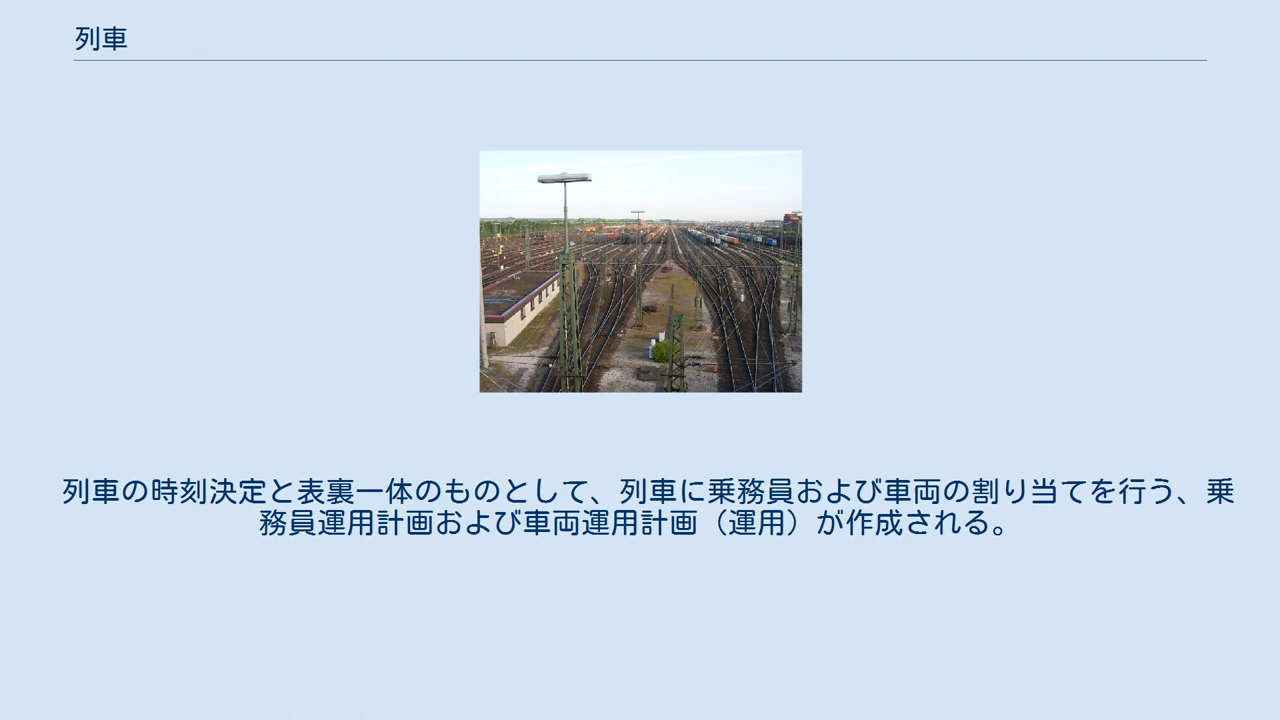 列車
列車の時刻決定と表裏一体のものとして、列車に乗務員および車両の割り当てを行う、乗
務員運用計画および車両運用計画（運用）が作成される。